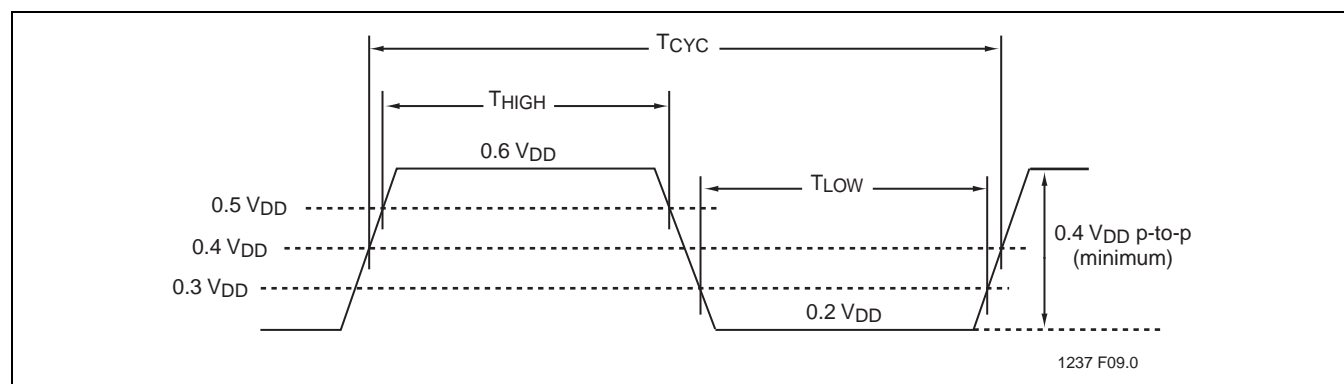 TCYC
THIGH
0.6 VDD
TLOW
0.5 VDD
0.4 VDD
0.4 VDD p-to-p
(minimum)
0.3 VDD
0.2 VDD
1237 F09.0